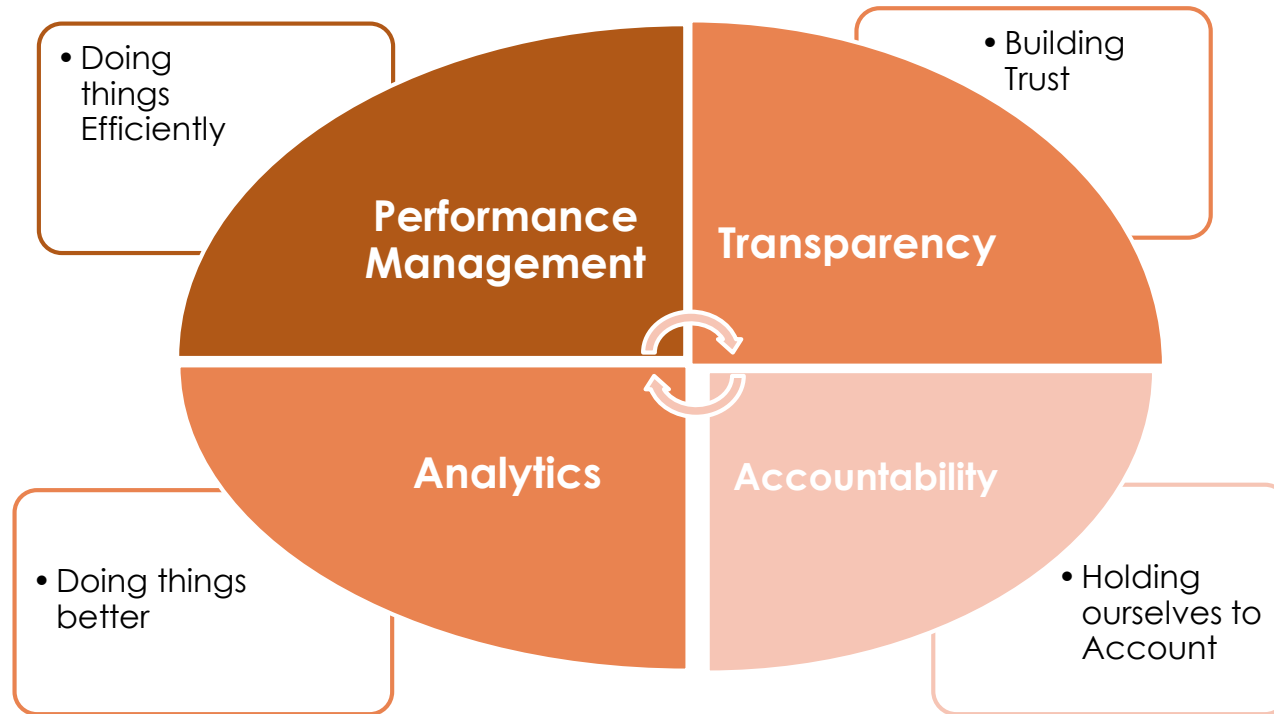 • Doing
things
Efficiently
• Building
Trust
Performance
Management
Transparency
Analytics
Accountability
• Doing things
better
• Holding
ourselves to
Account